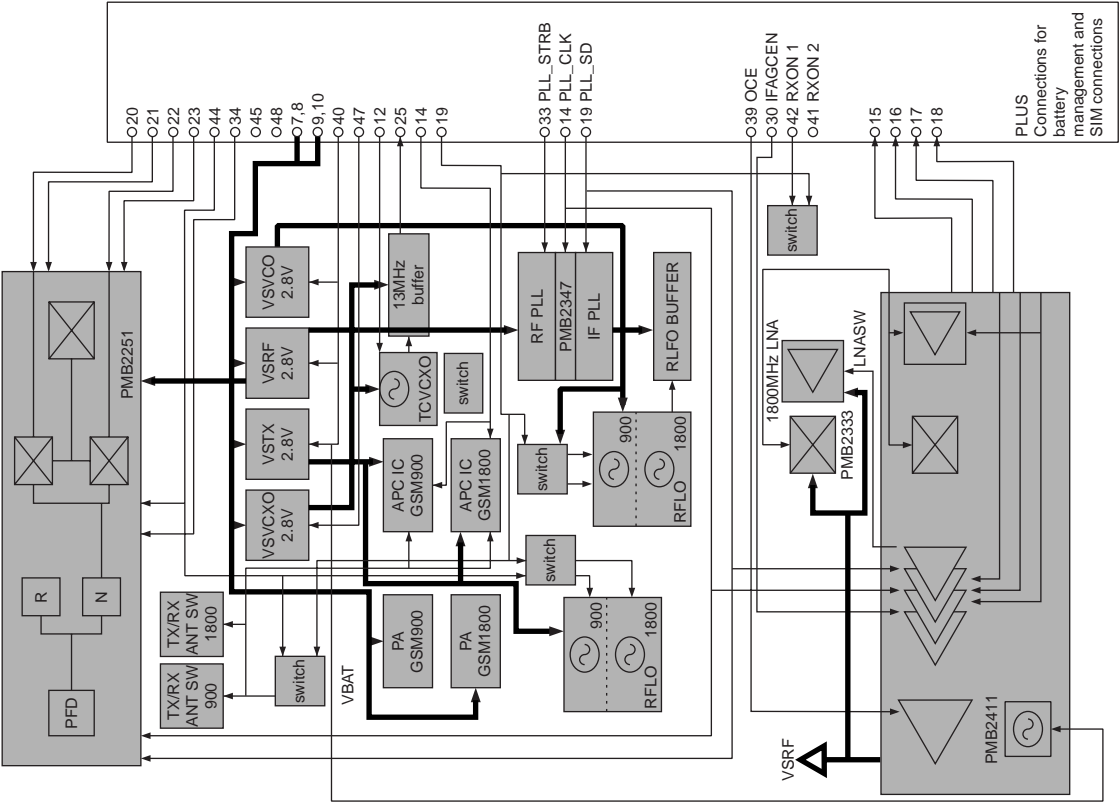 20
21
22
23
44
34
45
48
7,8
9,10
40
47
12
25
14
19
33 PLL_STRB
14 PLL_CLK
19 PLL_SD
39 OCE
30 IFAGCEN
42 RXON 1
41 RXON 2
15
16
17
18
PLUS
Connections for
battery
management and
SIM connections
PMB2251
R
N
PFD
TX/RX
ANT SW
1800
TX/RX
ANT SW
900
switch
VBAT
VSVCO
2.8V
VSRF
2.8V
VSTX
2.8V
VSVCXO
2.8V
13MHz
buffer
TCVCXO
switch
APC IC
GSM900
APC IC
GSM1800
PA
GSM900
PA
GSM1800
RF PLL
PMB2347
IF PLL
RLFO BUFFER
switch
900
1800
RFLO
switch
900
1800
RFLO
switch
1800MHz LNA
LNASW
PMB2333
VSRF
PMB2411